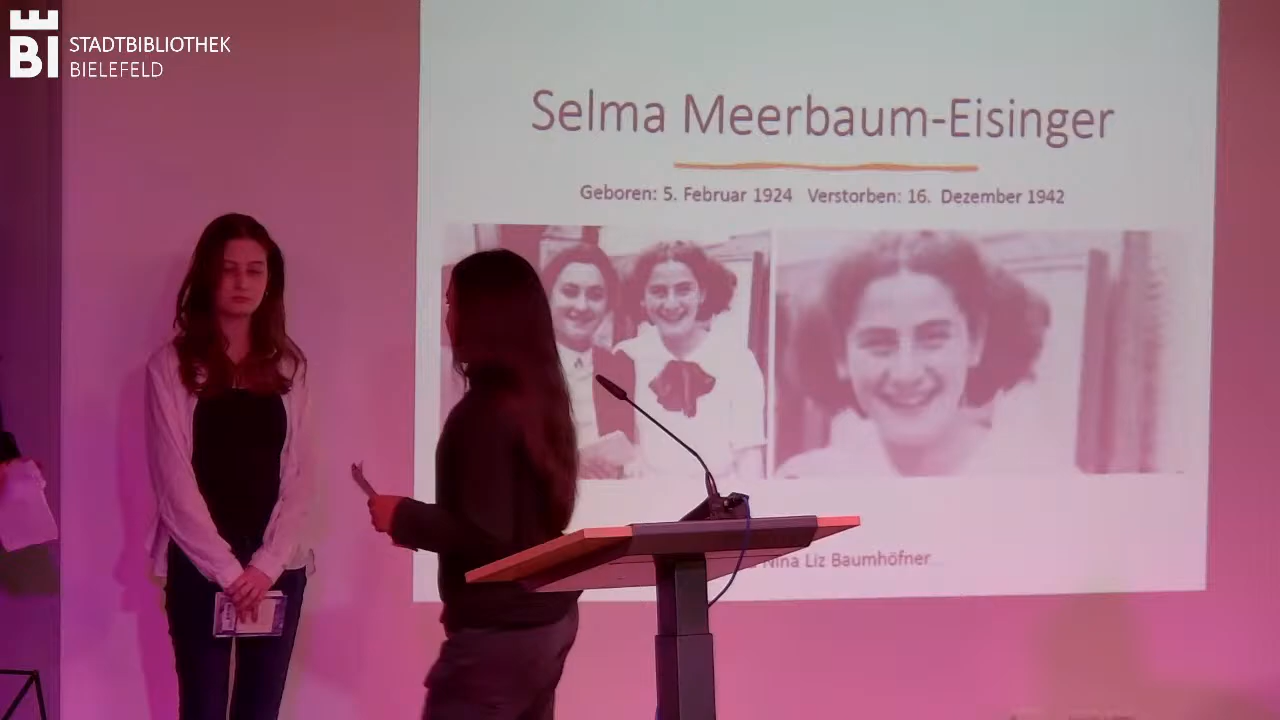 BI STADTBIBLIOTHEK
BIELEFELD
Selma Meerbaum-Eisinger
Geboren: 5. Februar 1924 Verstorben: 16. Dezember 1942
Nina Liz Baumhöfner